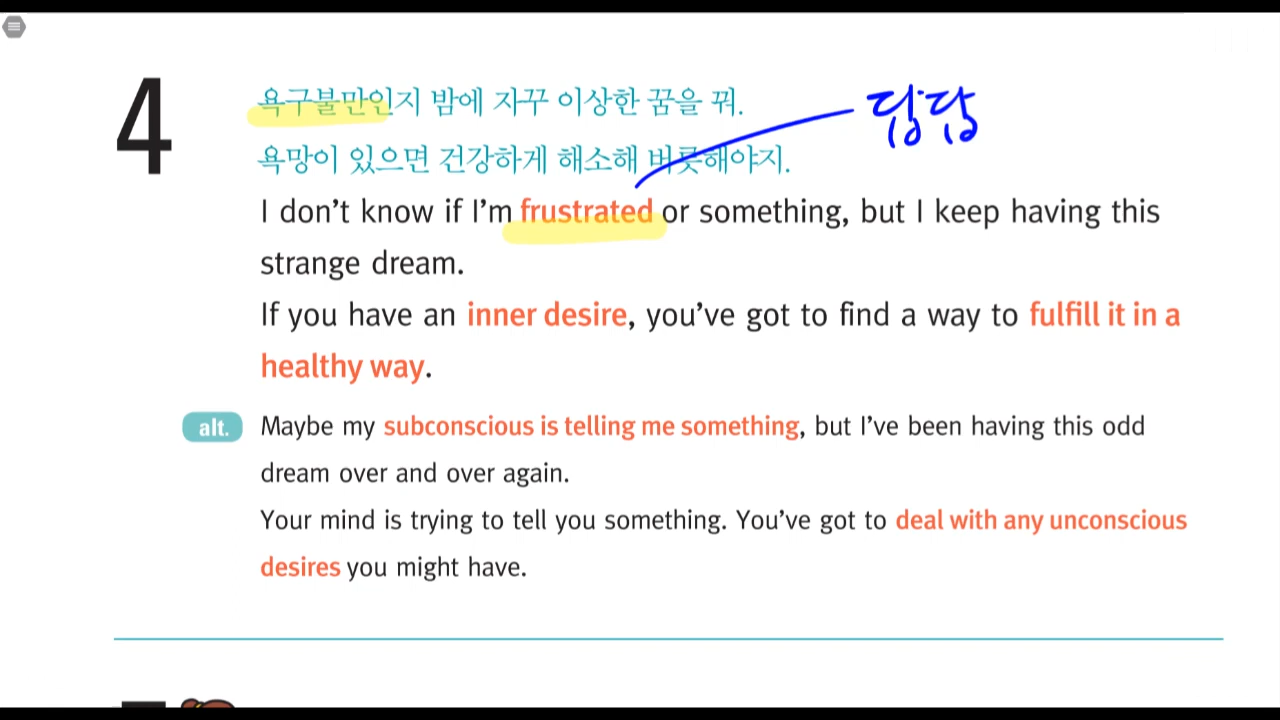 4
욕구불만인지 밤에 자꾸 이상한 꿈을 꿔.
답답
욕망이 있으면 건강하게 해소해 버릇해야지.
I don't know if I'm frustrated or something, but I keep having this
strange dream.
If you have an inner desire, you've got to find a way to fulfill it in a
healthy way.
alt. Maybe my subconscious is telling me something, but I've been having this odd
dream over and over again.
Your mind is trying to tell you something. You've got to deal with any unconscious
desires you might have.